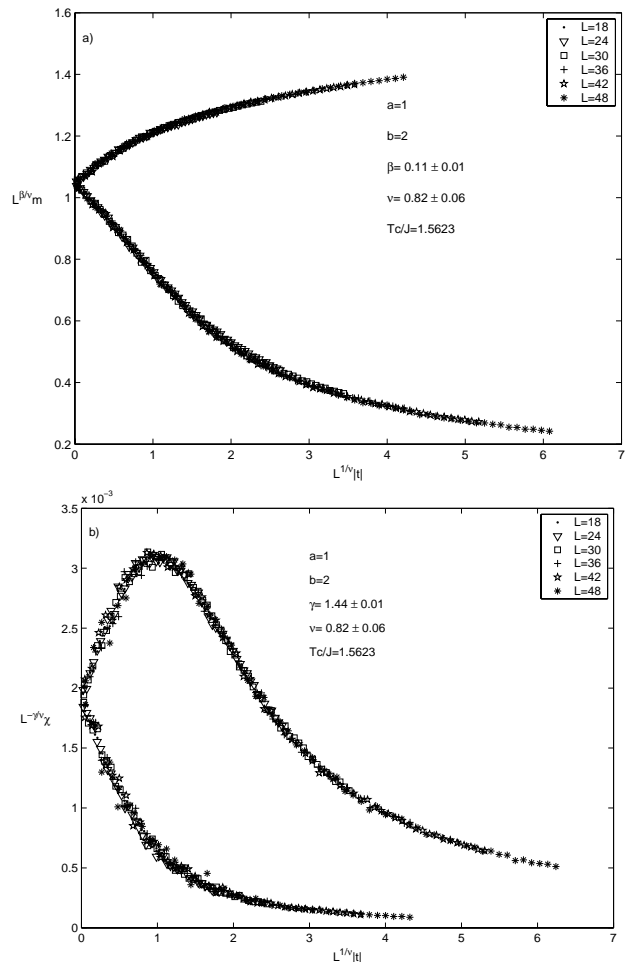 a)
1.6
1.4
1.2
1
0.8
0.6
0.4
0.2
L^{β/ν}m
0 1 2 3 4 5 6 7
L^{1/ν}|t|
L=18
L=24
L=30
L=36
L=42
L=48
a=1
b=2
β= 0.11 ± 0.01
ν= 0.82 ± 0.06
Tc/J=1.5623
x 10^{−3}
b)
3.5
3
2.5
2
1.5
1
0.5
0
L^{−γ/ν}χ
0 1 2 3 4 5 6 7
L^{1/ν}|t|
L=18
L=24
L=30
L=36
L=42
L=48
a=1
b=2
γ= 1.44 ± 0.01
ν= 0.82 ± 0.06
Tc/J=1.5623